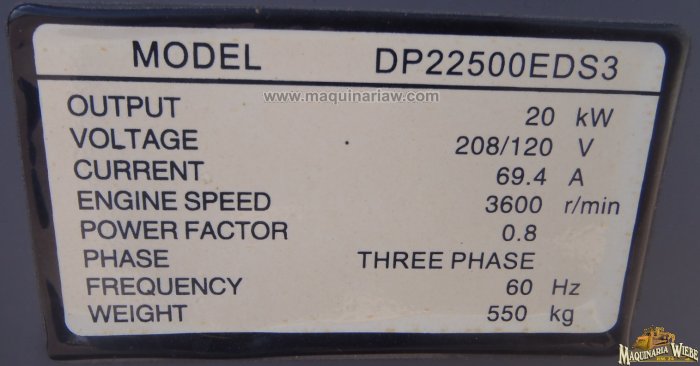 MODEL DP22500EDS3
www.maquinariaw.com
OUTPUT 20 kW
VOLTAGE 208/120 V
CURRENT 69.4 A
ENGINE SPEED 3600 r/min
POWER FACTOR 0.8
PHASE THREE PHASE
FREQUENCY 60 Hz
WEIGHT 550 kg
MAQUINARIA WIEBE